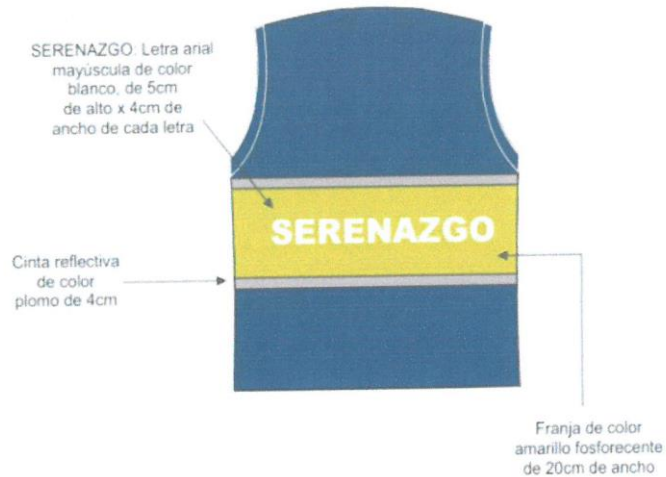 SERENAZGO: Letra arial
mayúscula de color
blanco, de 5cm
de alto x 4cm de
ancho de cada letra
SERENAZGO
Cinta reflectiva
de color
plomo de 4cm
Franja de color
amarillo fosforecente
de 20cm de ancho